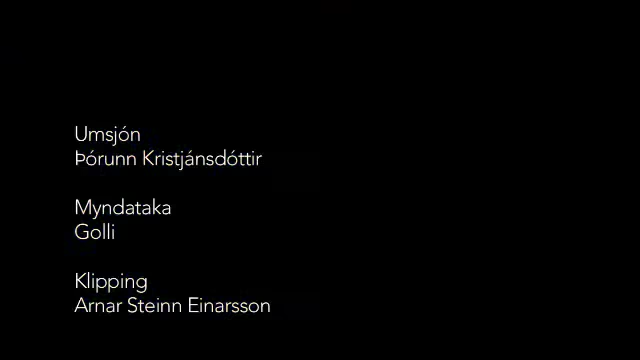 Umsjón
Þórunn Kristjánsdóttir
Myndataka
Golli
Klipping
Arnar Steinn Einarsson